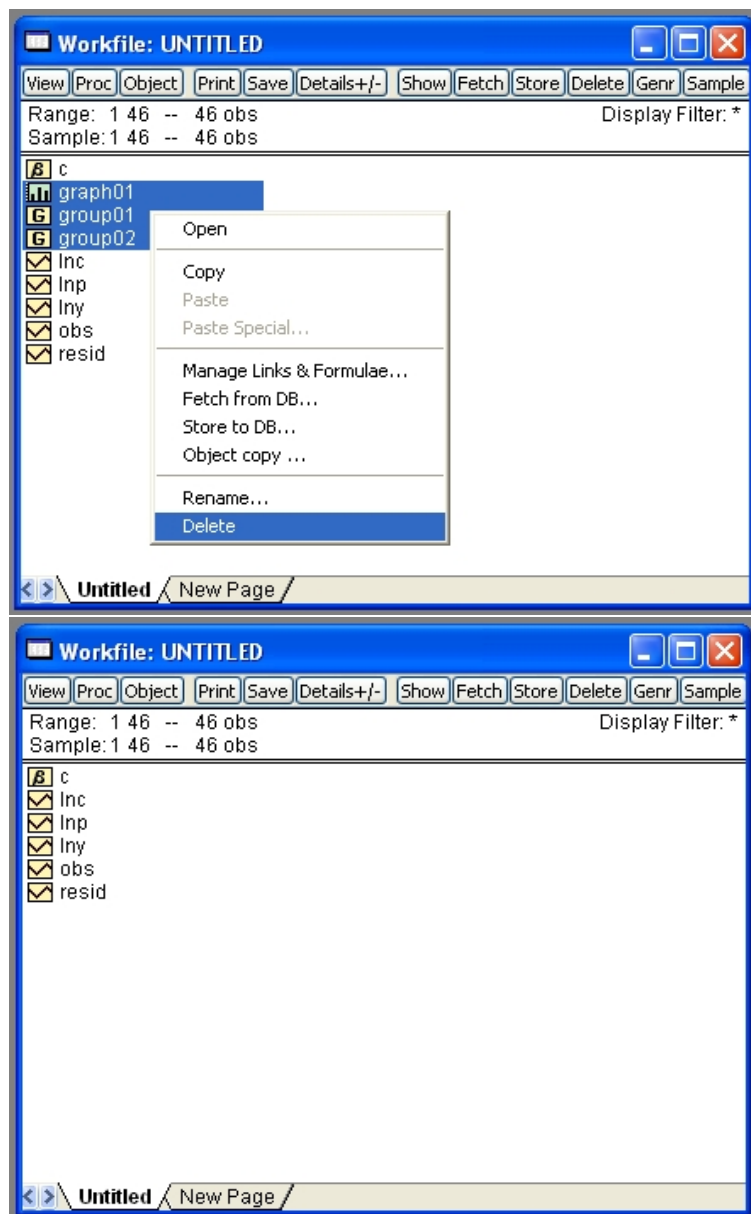 Workfile: UNTITLED
View Proc Object Print Save Details+/- Show Fetch Store Delete Genr Sample
Range: 1 46 -- 46 obs Display Filter: *
Sample: 1 46 -- 46 obs
β c
graph01
G group01
G group02
lnc
lnp
lny
obs
resid
Open
Copy
Paste
Paste Special...
Manage Links & Formulae...
Fetch from DB...
Store to DB...
Object copy ...
Rename...
Delete
Untitled New Page
Workfile: UNTITLED
View Proc Object Print Save Details+/- Show Fetch Store Delete Genr Sample
Range: 1 46 -- 46 obs Display Filter: *
Sample: 1 46 -- 46 obs
β c
lnc
lnp
lny
obs
resid
Untitled New Page